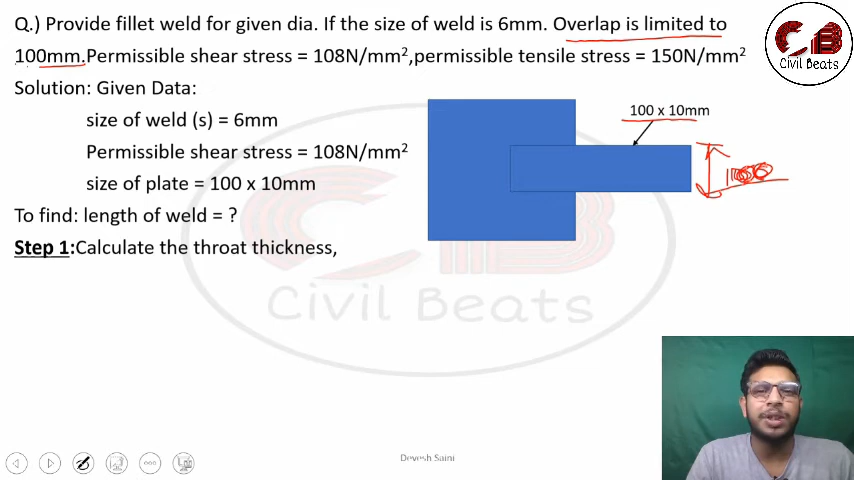 Q.) Provide fillet weld for given dia. If the size of weld is 6mm. Overlap is limited to
100mm.Permissible shear stress = 108N/mm²,permissible tensile stress = 150N/mm²
Civil Beats
Solution: Given Data:
size of weld (s) = 6mm
100 x 10mm
Permissible shear stress = 108N/mm²
size of plate = 100 x 10mm
To find: length of weld = ?
Step 1:Calculate the throat thickness,
Civil Beats
Devesh Saini